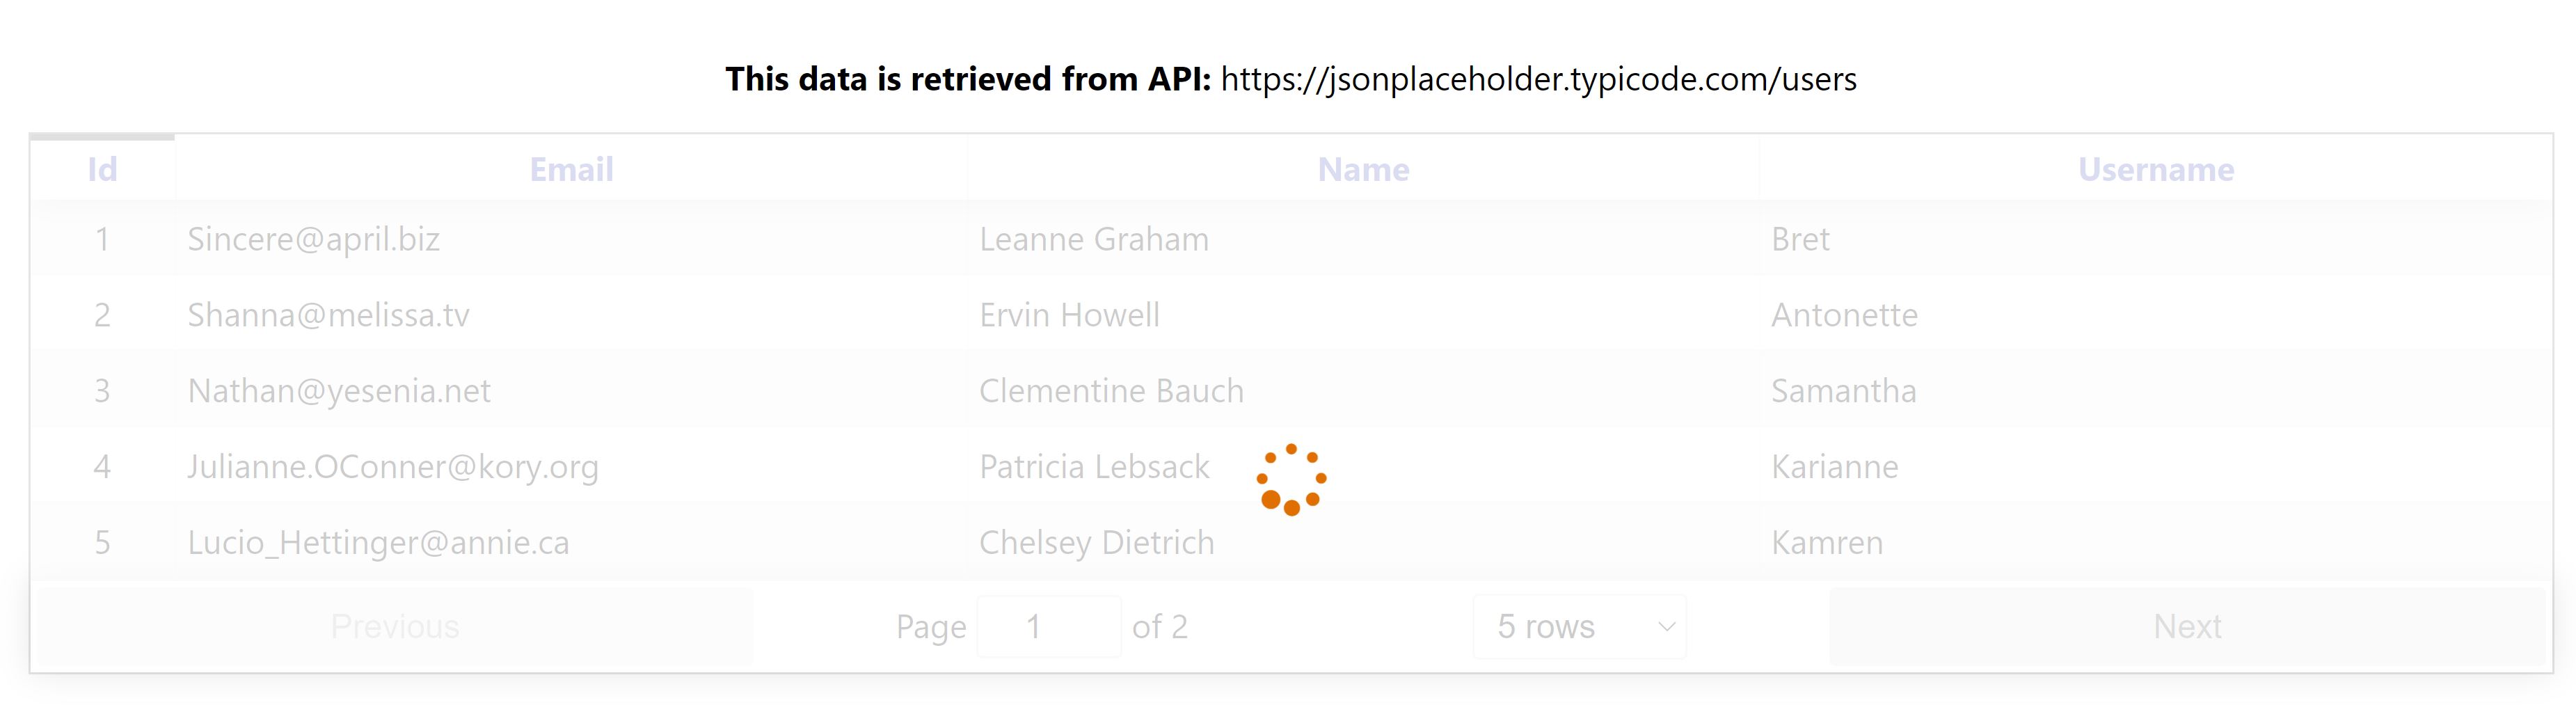 This data is retrieved from API: https://jsonplaceholder.typicode.com/users
Id Email Name Username
1 Sincere@april.biz Leanne Graham Bret
2 Shanna@melissa.tv Ervin Howell Antonette
3 Nathan@yesenia.net Clementine Bauch Samantha
4 Julianne.OConner@kory.org Patricia Lebsack Karianne
5 Lucio_Hettinger@annie.ca Chelsey Dietrich Kamren
Previous Page 1 of 2 5 rows Next